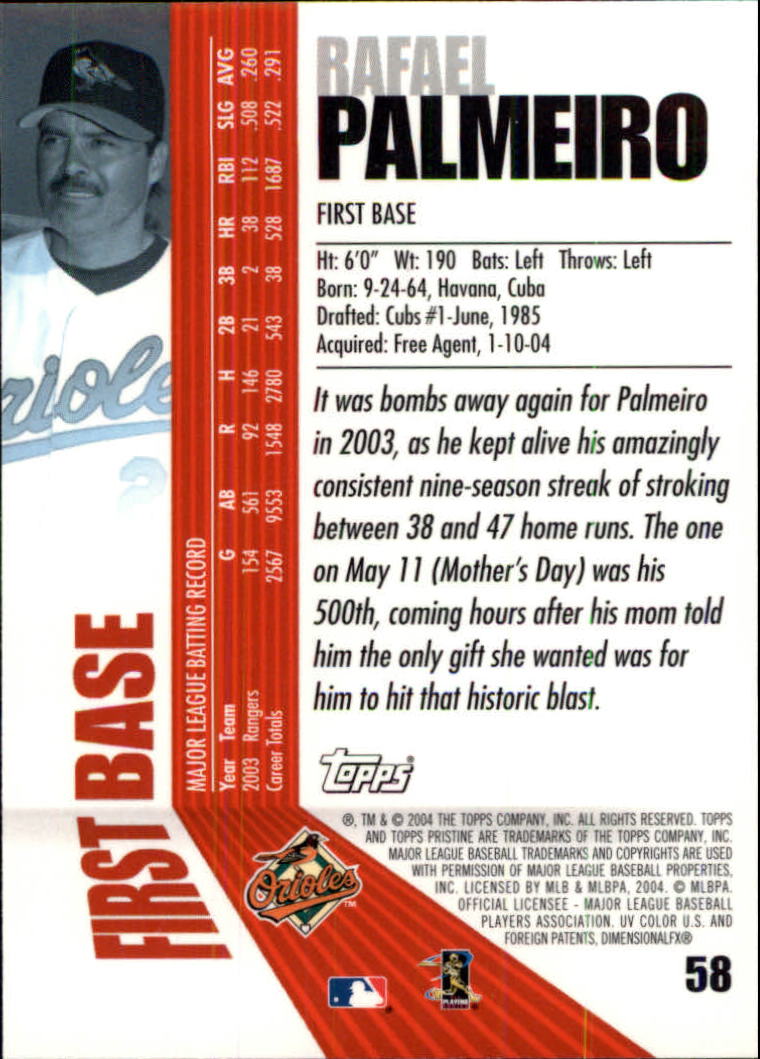 RAFAEL
PALMEIRO
FIRST BASE
Ht: 6'0" Wt: 190 Bats: Left Throws: Left
Born: 9-24-64, Havana, Cuba
Drafted: Cubs #1-June, 1985
Acquired: Free Agent, 1-10-04
It was bombs away again for Palmeiro
in 2003, as he kept alive his amazingly
consistent nine-season streak of stroking
between 38 and 47 home runs. The one
on May 11 (Mother's Day) was his
500th, coming hours after his mom told
him the only gift she wanted was for
him to hit that historic blast.
topps®
®, TM & © 2004 THE TOPPS COMPANY, INC. ALL RIGHTS RESERVED. TOPPS
AND TOPPS PRISTINE ARE TRADEMARKS OF THE TOPPS COMPANY, INC.
MAJOR LEAGUE BASEBALL TRADEMARKS AND COPYRIGHTS ARE USED
WITH PERMISSION OF MAJOR LEAGUE BASEBALL PROPERTIES,
INC. LICENSED BY MLB & MLBPA, 2004. © MLBPA.
OFFICIAL LICENSEE - MAJOR LEAGUE BASEBALL
PLAYERS ASSOCIATION. UV COLOR U.S. AND
FOREIGN PATENTS, DIMENSIONALFX®
58
FIRST BASE
MAJOR LEAGUE BATTING RECORD
Year Team G AB R H 2B 3B HR RBI SLG AVG
2003 Rangers 154 561 92 146 21 2 38 112 .508 .260
Career Totals 2567 9553 1548 2780 543 38 528 1687 .522 .291
Orioles TM
riole
2
PLAYERS